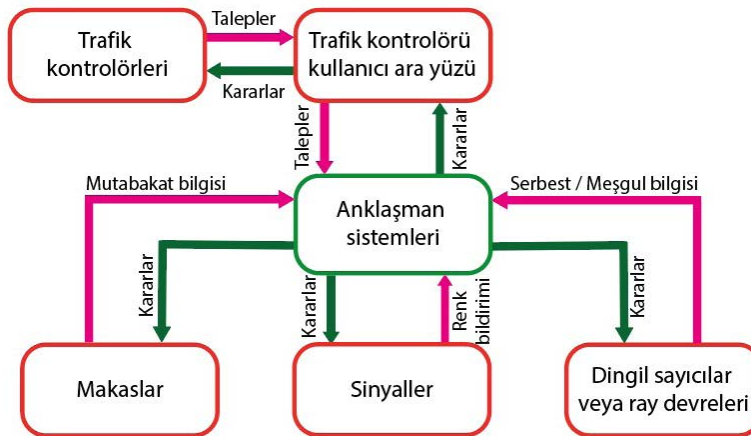 Talepler
Trafik
kontrolörleri
Trafik kontrolörü
kullanıcı ara yüzü
Kararlar
Talepler
Kararlar
Mutabakat bilgisi
Serbest / Meşgul bilgisi
Anklaşman
sistemleri
Kararlar
Kararlar
Renk
bildirimi
Kararlar
Makaslar
Sinyaller
Dingil sayıcılar
veya ray devreleri